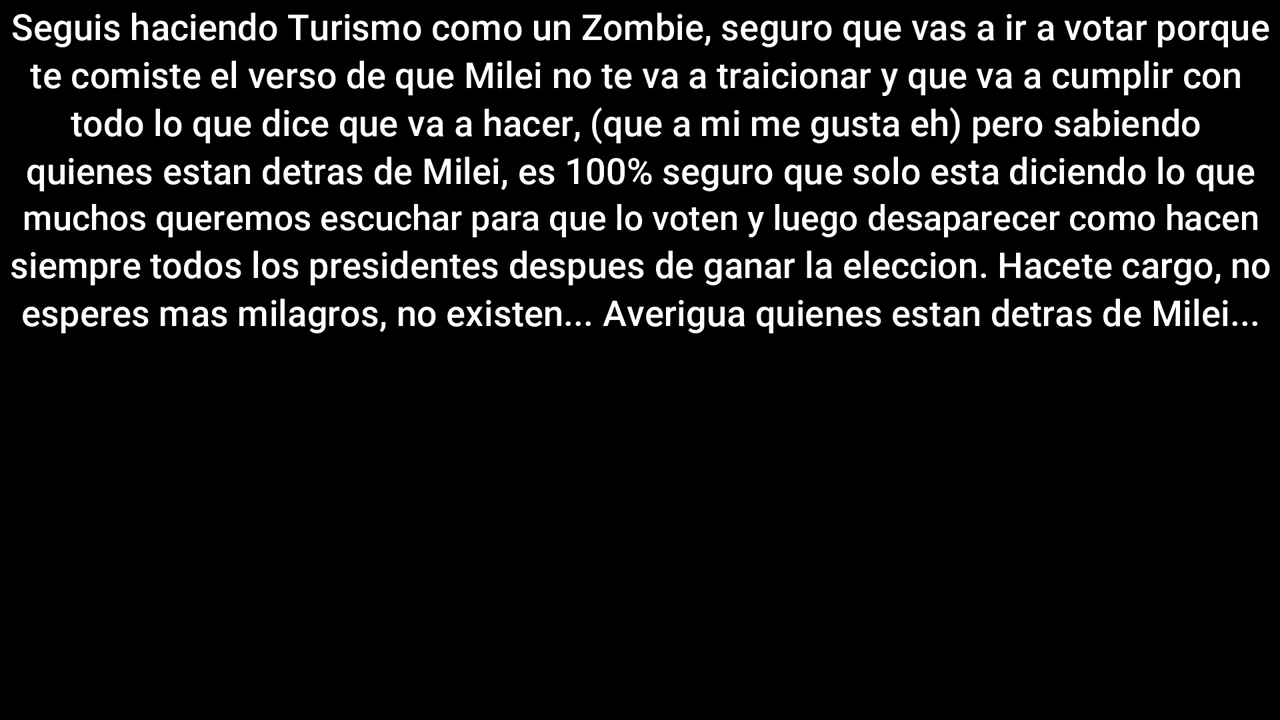 Seguis haciendo Turismo como un Zombie, seguro que vas a ir a votar porque
te comiste el verso de que Milei no te va a traicionar y que va a cumplir con
todo lo que dice que va a hacer, (que a mi me gusta eh) pero sabiendo
quienes estan detras de Milei, es 100% seguro que solo esta diciendo lo que
muchos queremos escuchar para que lo voten y luego desaparecer como hacen
siempre todos los presidentes despues de ganar la eleccion. Hacete cargo, no
esperes mas milagros, no existen... Averigua quienes estan detras de Milei...